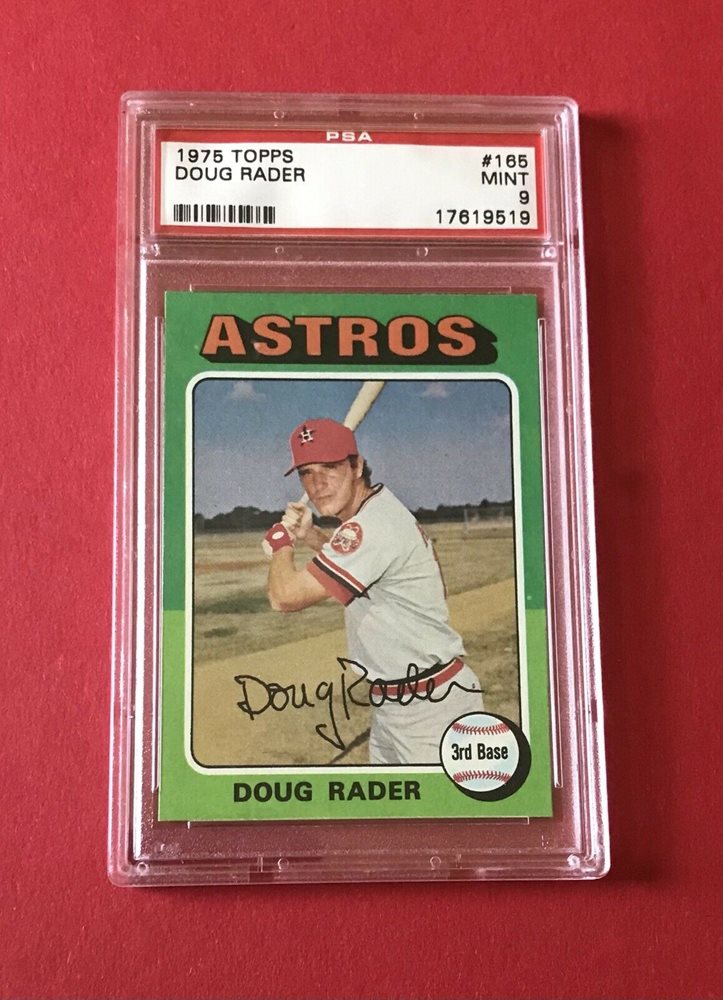 PSA
1975 TOPPS #165
DOUG RADER MINT
9
17619519
ASTROS
H
Doug Rader
3rd Base
DOUG RADER